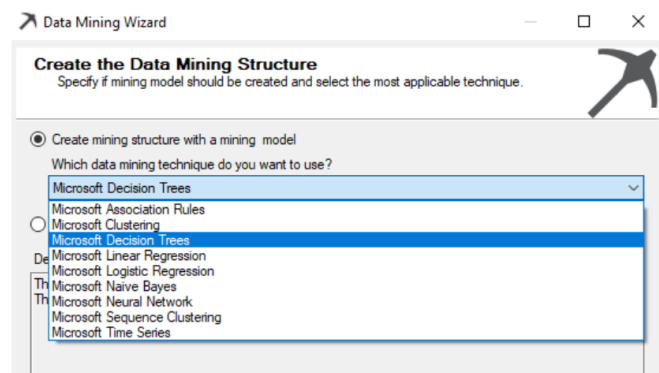 Data Mining Wizard
Create the Data Mining Structure
Specify if mining model should be created and select the most applicable technique.
Create mining structure with a mining model
Which data mining technique do you want to use?
Microsoft Decision Trees
Microsoft Association Rules
Microsoft Clustering
Microsoft Decision Trees
De
Microsoft Linear Regression
Microsoft Logistic Regression
Th
Microsoft Naive Bayes
Th
Microsoft Neural Network
Microsoft Sequence Clustering
Microsoft Time Series